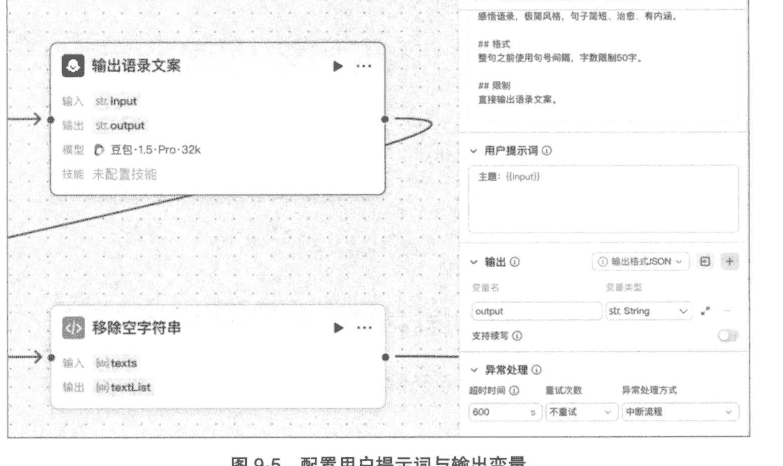 感悟语录，极简风格，句子简短、治愈、有内涵。
## 格式
整句之前使用句号间隔，字数限制50字。
## 限制
直接输出语录文案。
输出语录文案
输入 str. input
输出 str. output
模型 豆包·1.5·Pro·32k
技能 未配置技能
用户提示词
主题：{{input}}
输出 输出格式JSON
变量名 变量类型
output str. String
支持续写
移除空字符串
输入 texts
输出 textList
异常处理
超时时间 重试次数 异常处理方式
600 s 不重试 中断流程
图 9-5 配置用户提示词与输出变量